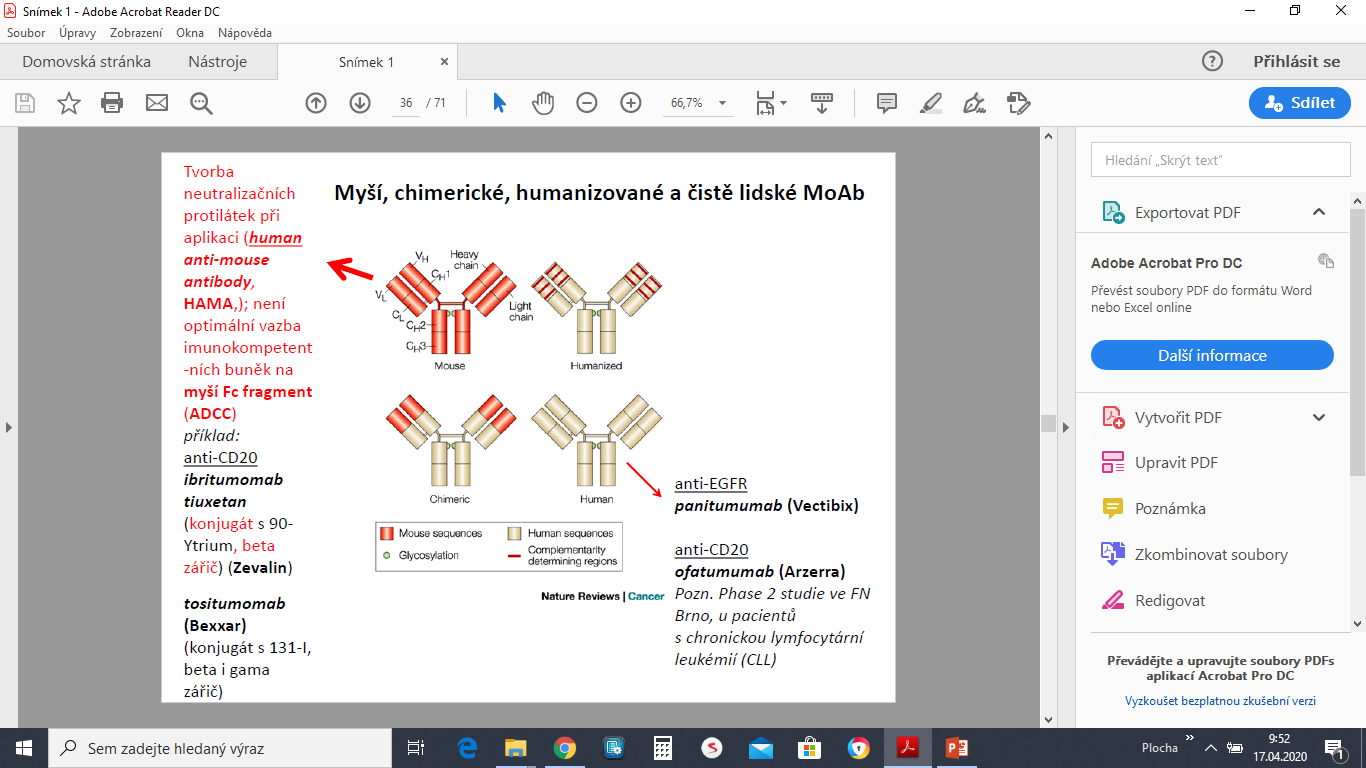 Snímek 1 - Adobe Acrobat Reader DC
Soubor Úpravy Zobrazení Okna Nápověda
Domovská stránka Nástroje Snímek 1 × Přihlásit se
36 / 71 66,7% Sdílet
Tvorba
neutralizačních
protilátek při
aplikaci (human
anti-mouse
antibody,
HAMA,); není
optimální vazba
imunokompetent
-ních buněk na
myší Fc fragment
(ADCC)
příklad:
anti-CD20
ibritumomab
tiuxetan
(konjugát s 90-
Ytrium, beta
zářič) (Zevalin)
tositumomab
(Bexxar)
(konjugát s 131-I,
beta i gama
zářič)
Myší, chimerické, humanizované a čistě lidské MoAb
VH
Heavy
chain
CH1
VL
CL
CH2
CH3
Light
chain
Mouse
Humanized
Chimeric
Human
Mouse sequences
Human sequences
Glycosylation
Complementarity
determining regions
Nature Reviews | Cancer
anti-EGFR
panitumumab (Vectibix)
anti-CD20
ofatumumab (Arzerra)
Pozn. Phase 2 studie ve FN
Brno, u pacientů
s chronickou lymfocytární
leukémií (CLL)
Hledání „Skrýt text"
Exportovat PDF
Adobe Acrobat Pro DC
Převést soubory PDF do formátu Word
nebo Excel online
Další informace
Vytvořit PDF
Upravit PDF
Poznámka
Zkombinovat soubory
Redigovat
Převádějte a upravujte soubory PDFs
aplikací Acrobat Pro DC
Vyzkoušet bezplatnou zkušební verzi
Sem zadejte hledaný výraz
Plocha »
9:52
17.04.2020
1